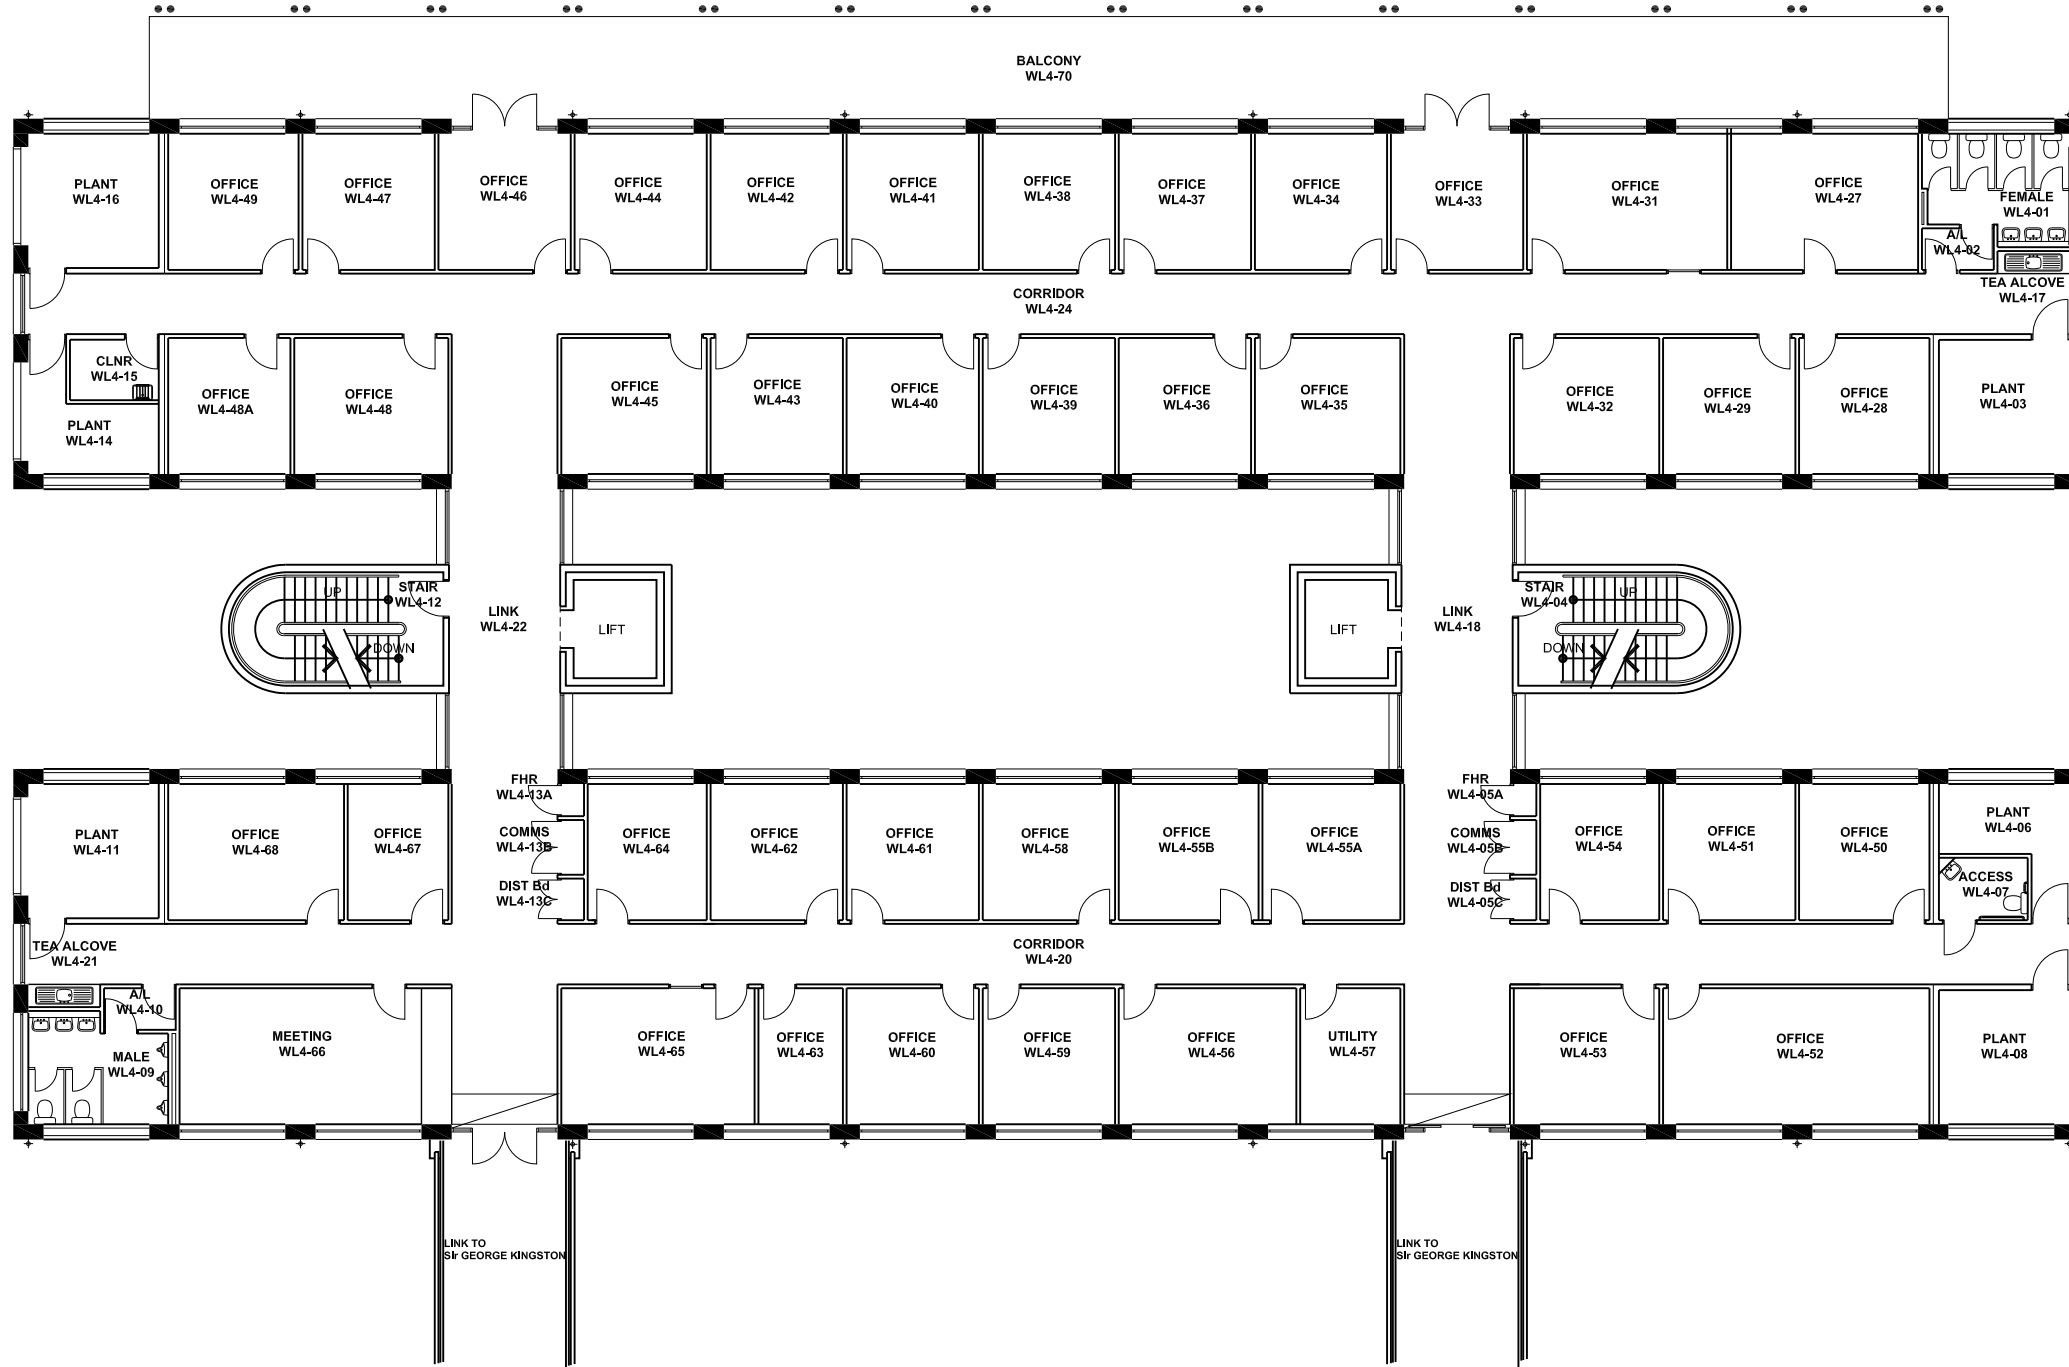 BALCONY
WL4-70
PLANT
WL4-16
OFFICE
WL4-49
OFFICE
WL4-47
OFFICE
WL4-46
OFFICE
WL4-44
OFFICE
WL4-42
OFFICE
WL4-41
OFFICE
WL4-38
OFFICE
WL4-37
OFFICE
WL4-34
OFFICE
WL4-33
OFFICE
WL4-31
OFFICE
WL4-27
FEMALE
WL4-01
A/L
WL4-02
CORRIDOR
WL4-24
TEA ALCOVE
WL4-17
CLNR
WL4-15
PLANT
WL4-14
OFFICE
WL4-48A
OFFICE
WL4-48
OFFICE
WL4-45
OFFICE
WL4-43
OFFICE
WL4-40
OFFICE
WL4-39
OFFICE
WL4-36
OFFICE
WL4-35
OFFICE
WL4-32
OFFICE
WL4-29
OFFICE
WL4-28
PLANT
WL4-03
UP
STAIR
WL4-12
DOWN
LINK
WL4-22
LIFT
LIFT
LINK
WL4-18
STAIR
WL4-04
UP
DOWN
FHR
WL4-13A
COMMS
WL4-13B
DIST Bd
WL4-13C
FHR
WL4-05A
COMMS
WL4-05B
DIST Bd
WL4-05C
PLANT
WL4-11
OFFICE
WL4-68
OFFICE
WL4-67
OFFICE
WL4-64
OFFICE
WL4-62
OFFICE
WL4-61
OFFICE
WL4-58
OFFICE
WL4-55B
OFFICE
WL4-55A
OFFICE
WL4-54
OFFICE
WL4-51
OFFICE
WL4-50
PLANT
WL4-06
ACCESS
WL4-07
TEA ALCOVE
WL4-21
CORRIDOR
WL4-20
A/L
WL4-10
MALE
WL4-09
MEETING
WL4-66
OFFICE
WL4-65
OFFICE
WL4-63
OFFICE
WL4-60
OFFICE
WL4-59
OFFICE
WL4-56
UTILITY
WL4-57
OFFICE
WL4-53
OFFICE
WL4-52
PLANT
WL4-08
LINK TO
Sir GEORGE KINGSTON
LINK TO
Sir GEORGE KINGSTON